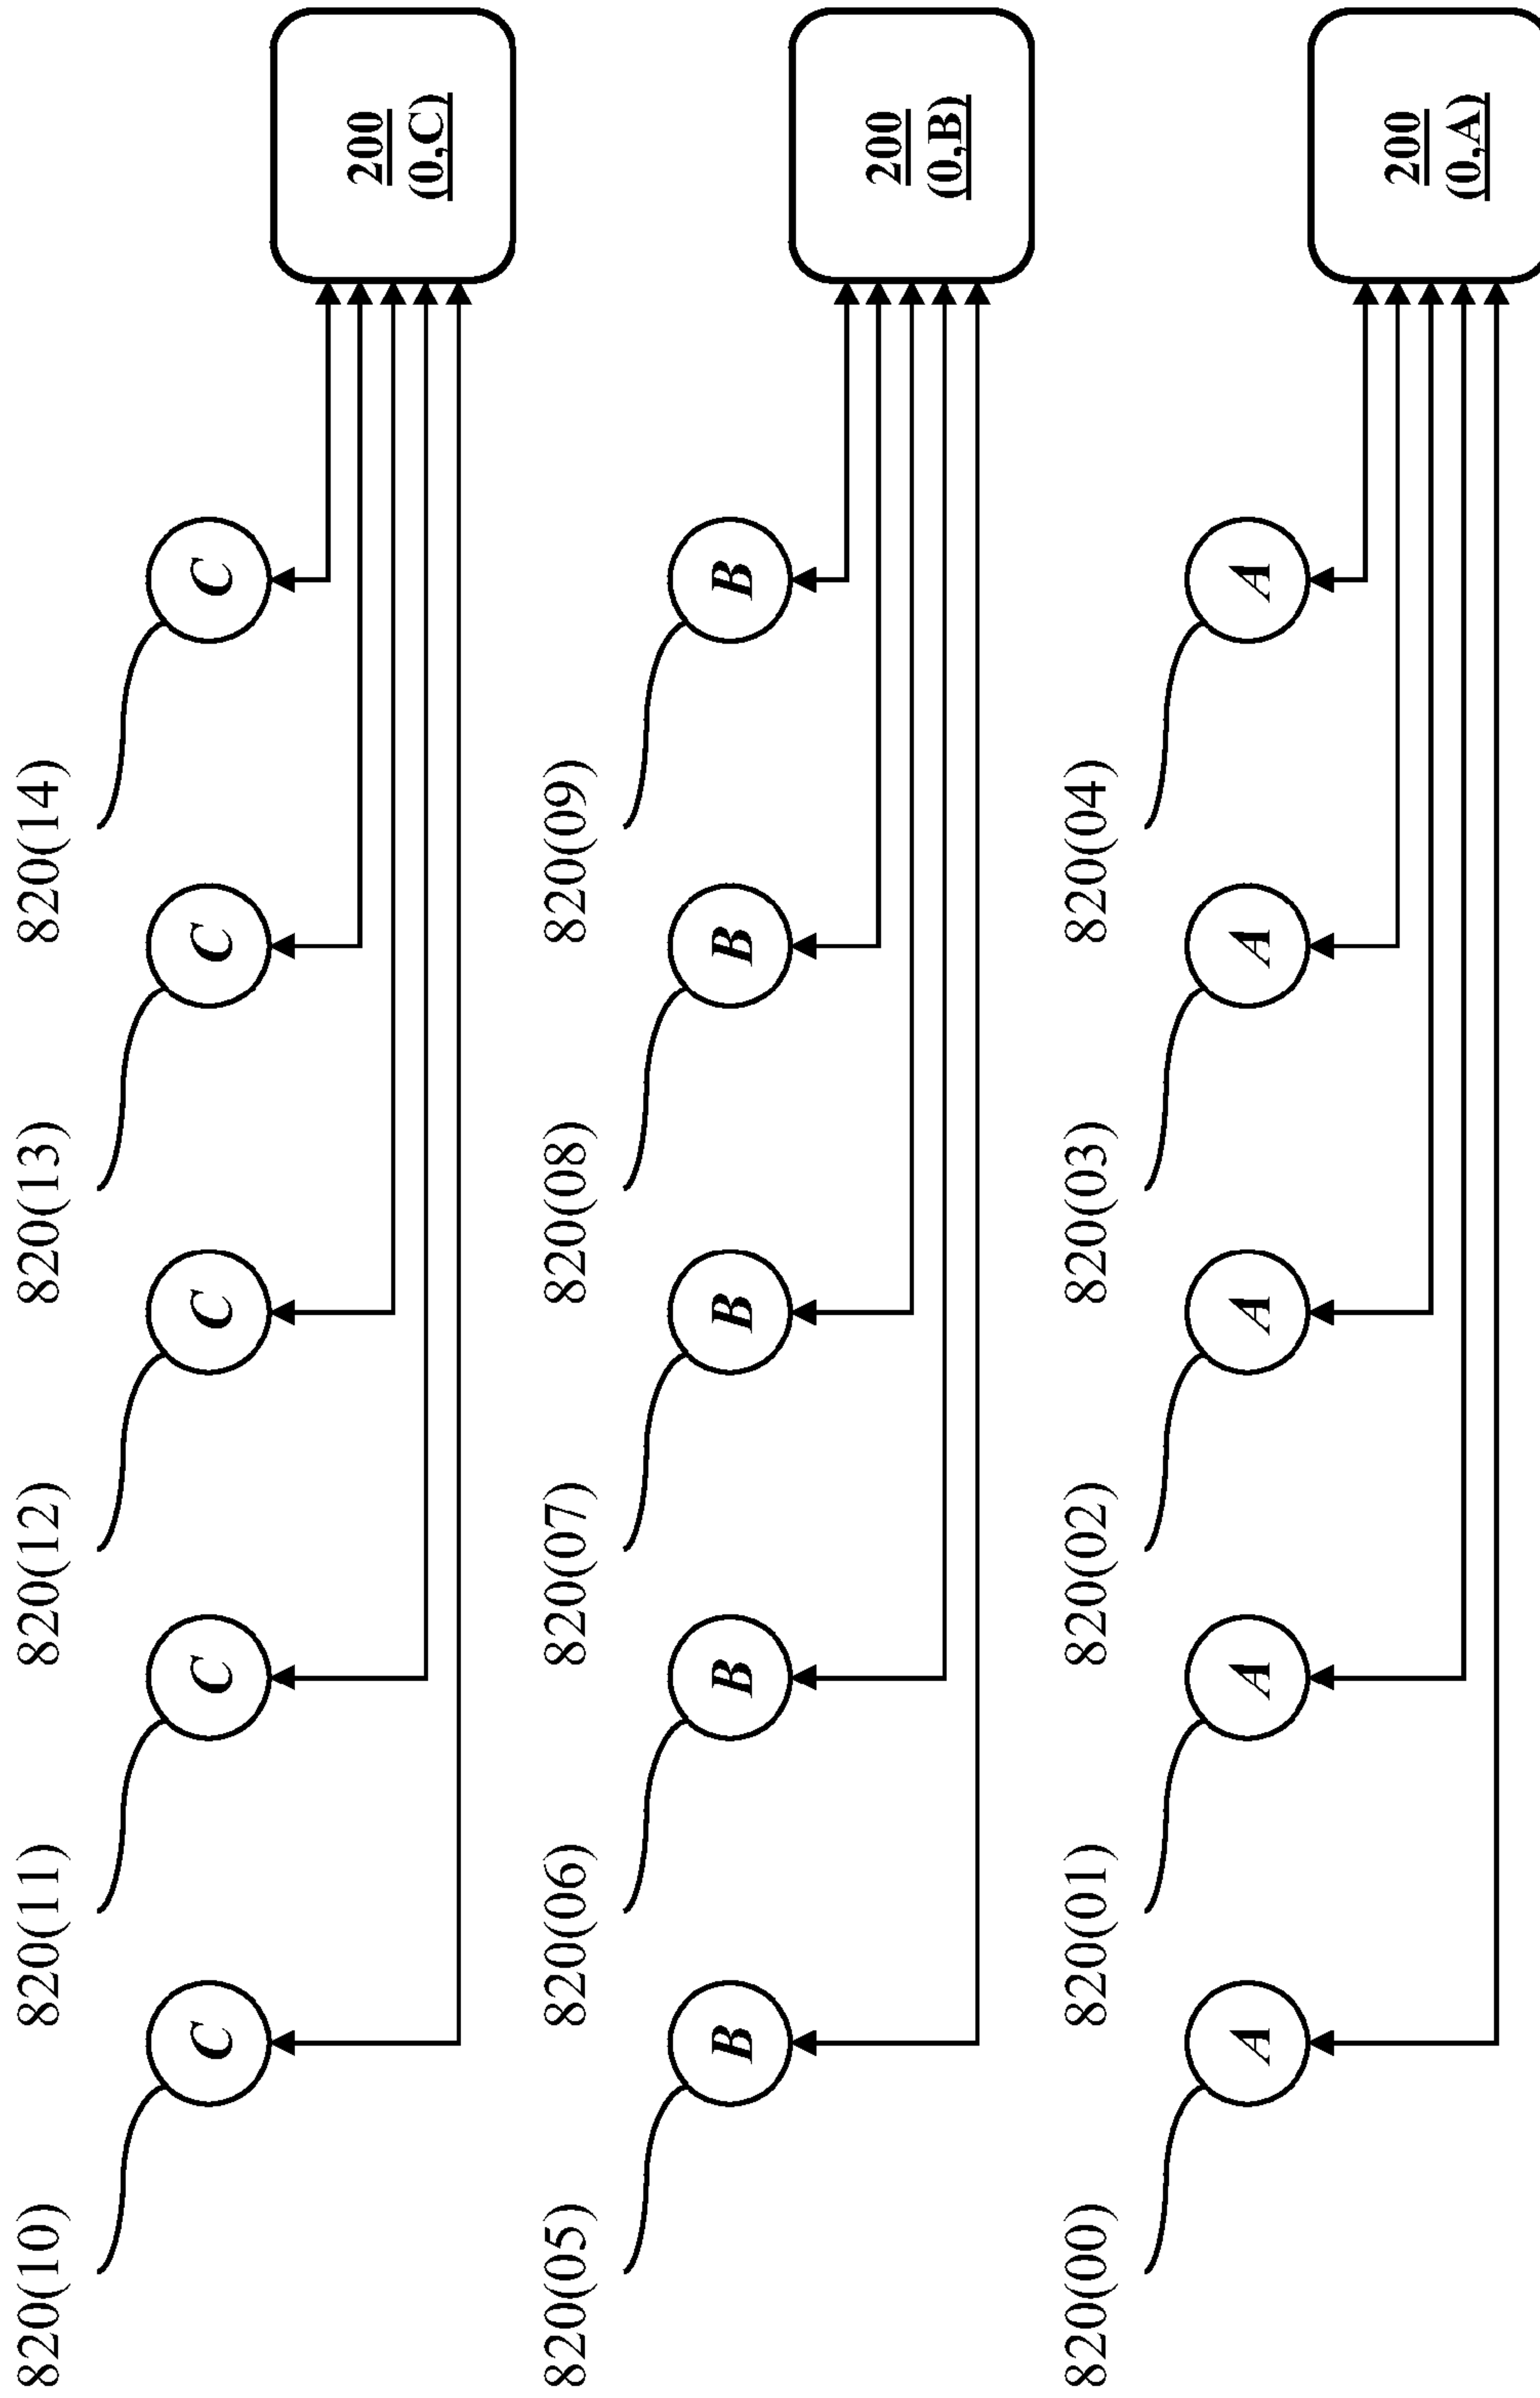 820(10) 820(11) 820(12) 820(13) 820(14)
C C C C C
200
(0,C)
820(05) 820(06) 820(07) 820(08) 820(09)
B B B B B
200
(0,B)
820(00) 820(01) 820(02) 820(03) 820(04)
A A A A A
200
(0,A)